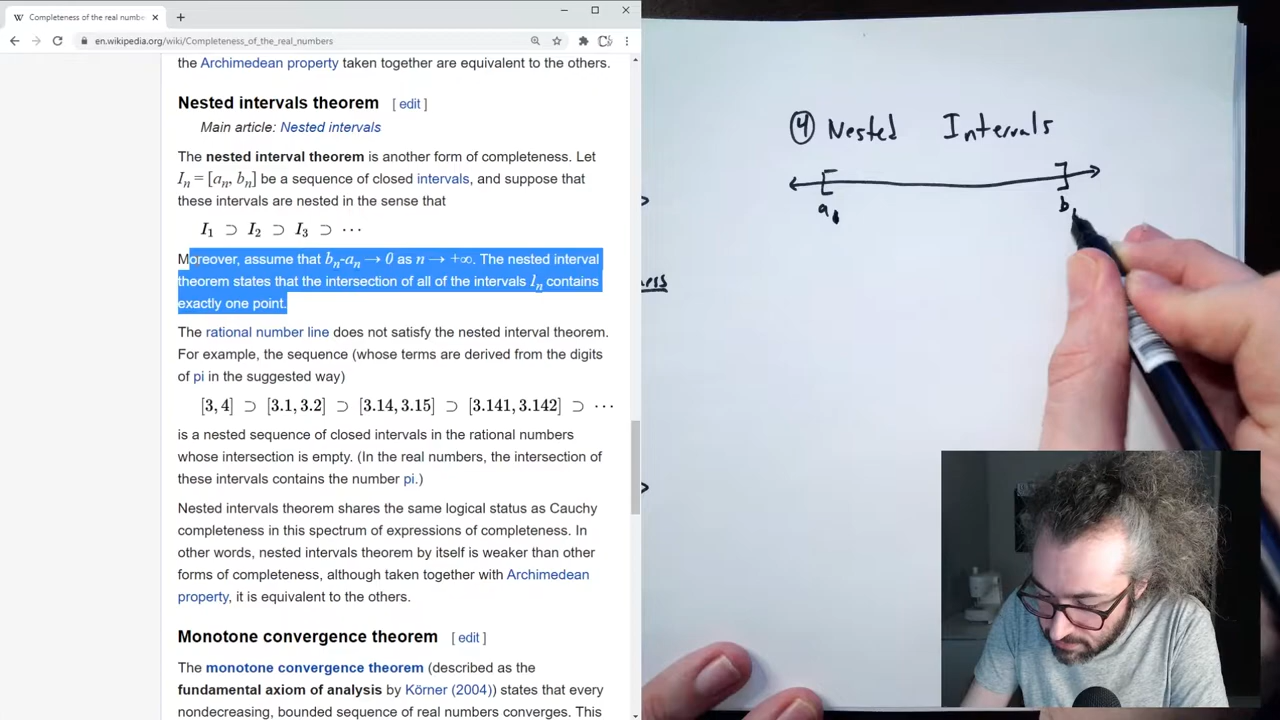 Completeness of the real numbe
en.wikipedia.org/wiki/Completeness_of_the_real_numbers
the Archimedean property taken together are equivalent to the others.
Nested intervals theorem [ edit ]
Main article: Nested intervals
The nested interval theorem is another form of completeness. Let
Iₙ = [aₙ, bₙ] be a sequence of closed intervals, and suppose that
these intervals are nested in the sense that
I₁ ⊃ I₂ ⊃ I₃ ⊃ ⋯
Moreover, assume that bₙ-aₙ → 0 as n → +∞. The nested interval
theorem states that the intersection of all of the intervals Iₙ contains
exactly one point.
The rational number line does not satisfy the nested interval theorem.
For example, the sequence (whose terms are derived from the digits
of pi in the suggested way)
[3, 4] ⊃ [3.1, 3.2] ⊃ [3.14, 3.15] ⊃ [3.141, 3.142] ⊃ ⋯
is a nested sequence of closed intervals in the rational numbers
whose intersection is empty. (In the real numbers, the intersection of
these intervals contains the number pi.)
Nested intervals theorem shares the same logical status as Cauchy
completeness in this spectrum of expressions of completeness. In
other words, nested intervals theorem by itself is weaker than other
forms of completeness, although taken together with Archimedean
property, it is equivalent to the others.
Monotone convergence theorem [ edit ]
The monotone convergence theorem (described as the
fundamental axiom of analysis by Körner (2004)) states that every
nondecreasing, bounded sequence of real numbers converges. This
④ Nested Intervals
[ ]
a b